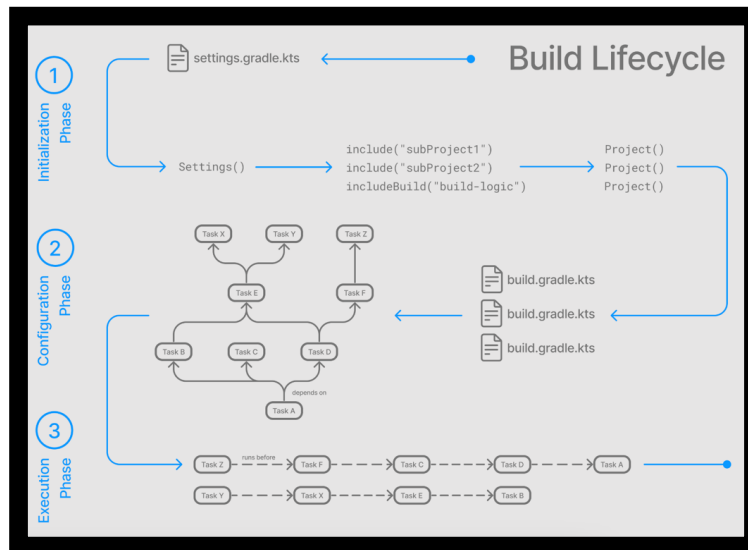 Build Lifecycle
1
Initialization
Phase
settings.gradle.kts
Settings()
include("subProject1")
include("subProject2")
includeBuild("build-logic")
Project()
Project()
Project()
2
Configuration
Phase
build.gradle.kts
build.gradle.kts
build.gradle.kts
Task X
Task Y
Task Z
Task E
Task F
Task B
Task C
Task D
depends on
Task A
3
Execution
Phase
Task Z
runs before
Task F
Task C
Task D
Task A
Task Y
Task X
Task E
Task B